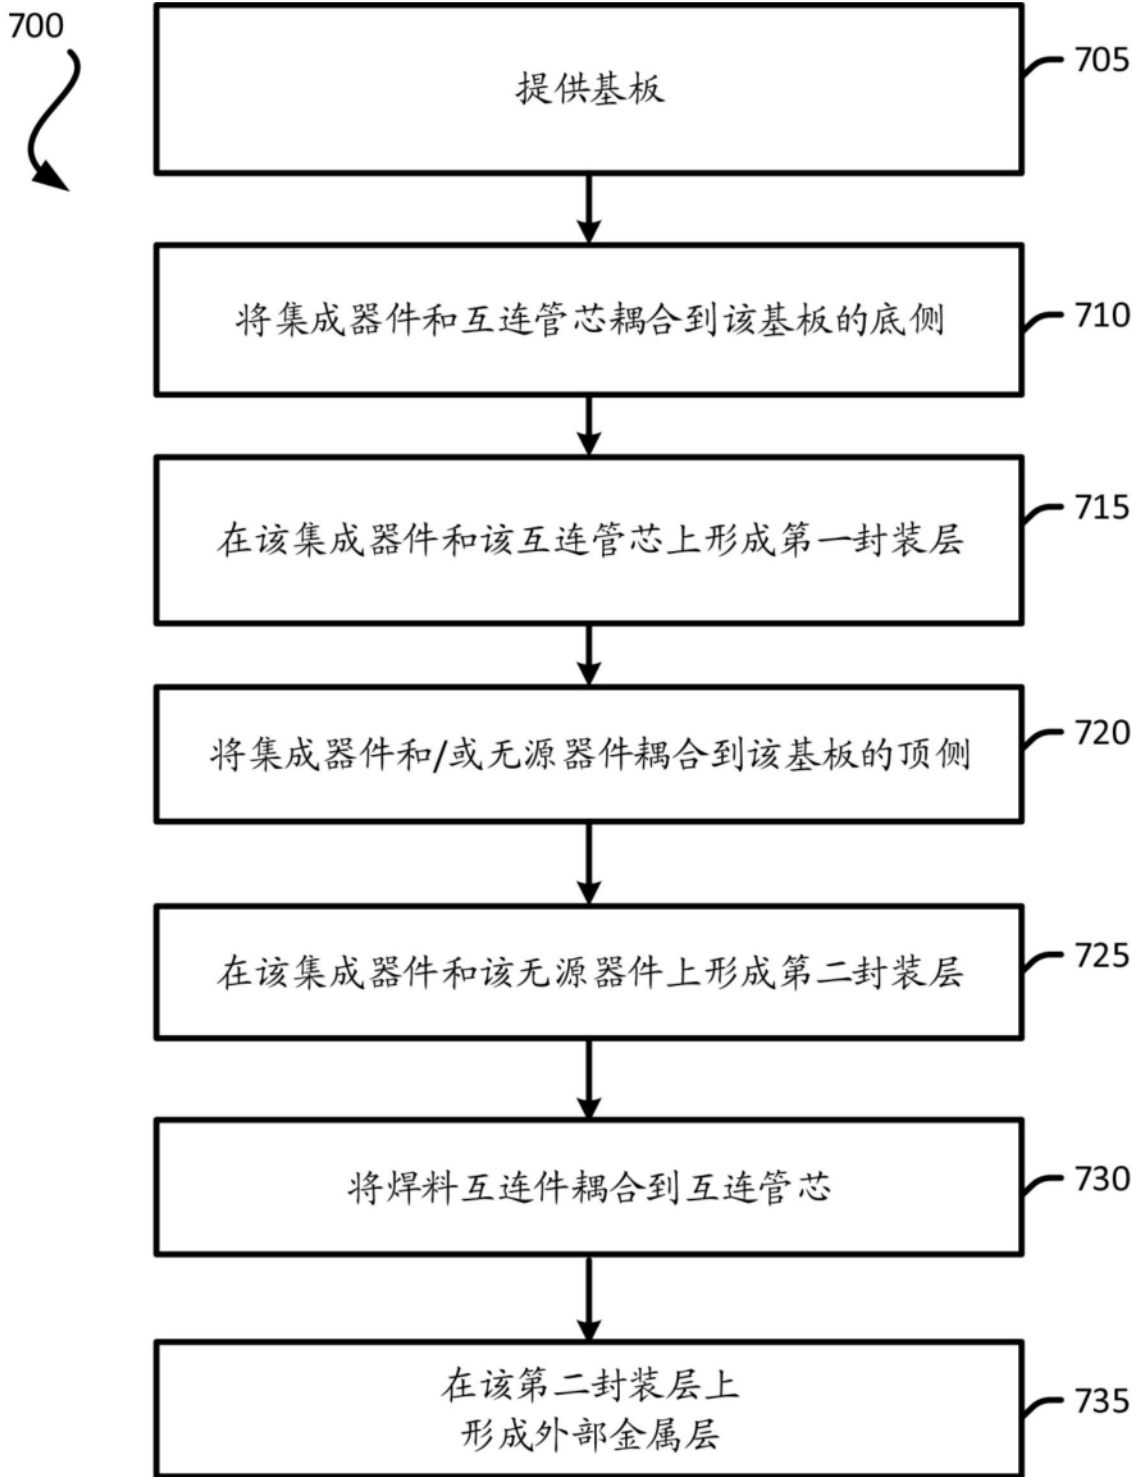 700
提供基板
705
将集成器件和互连管芯耦合到该基板的底侧
710
在该集成器件和该互连管芯上形成第一封装层
715
将集成器件和/或无源器件耦合到该基板的顶侧
720
在该集成器件和该无源器件上形成第二封装层
725
将焊料互连件耦合到互连管芯
730
在该第二封装层上
形成外部金属层
735